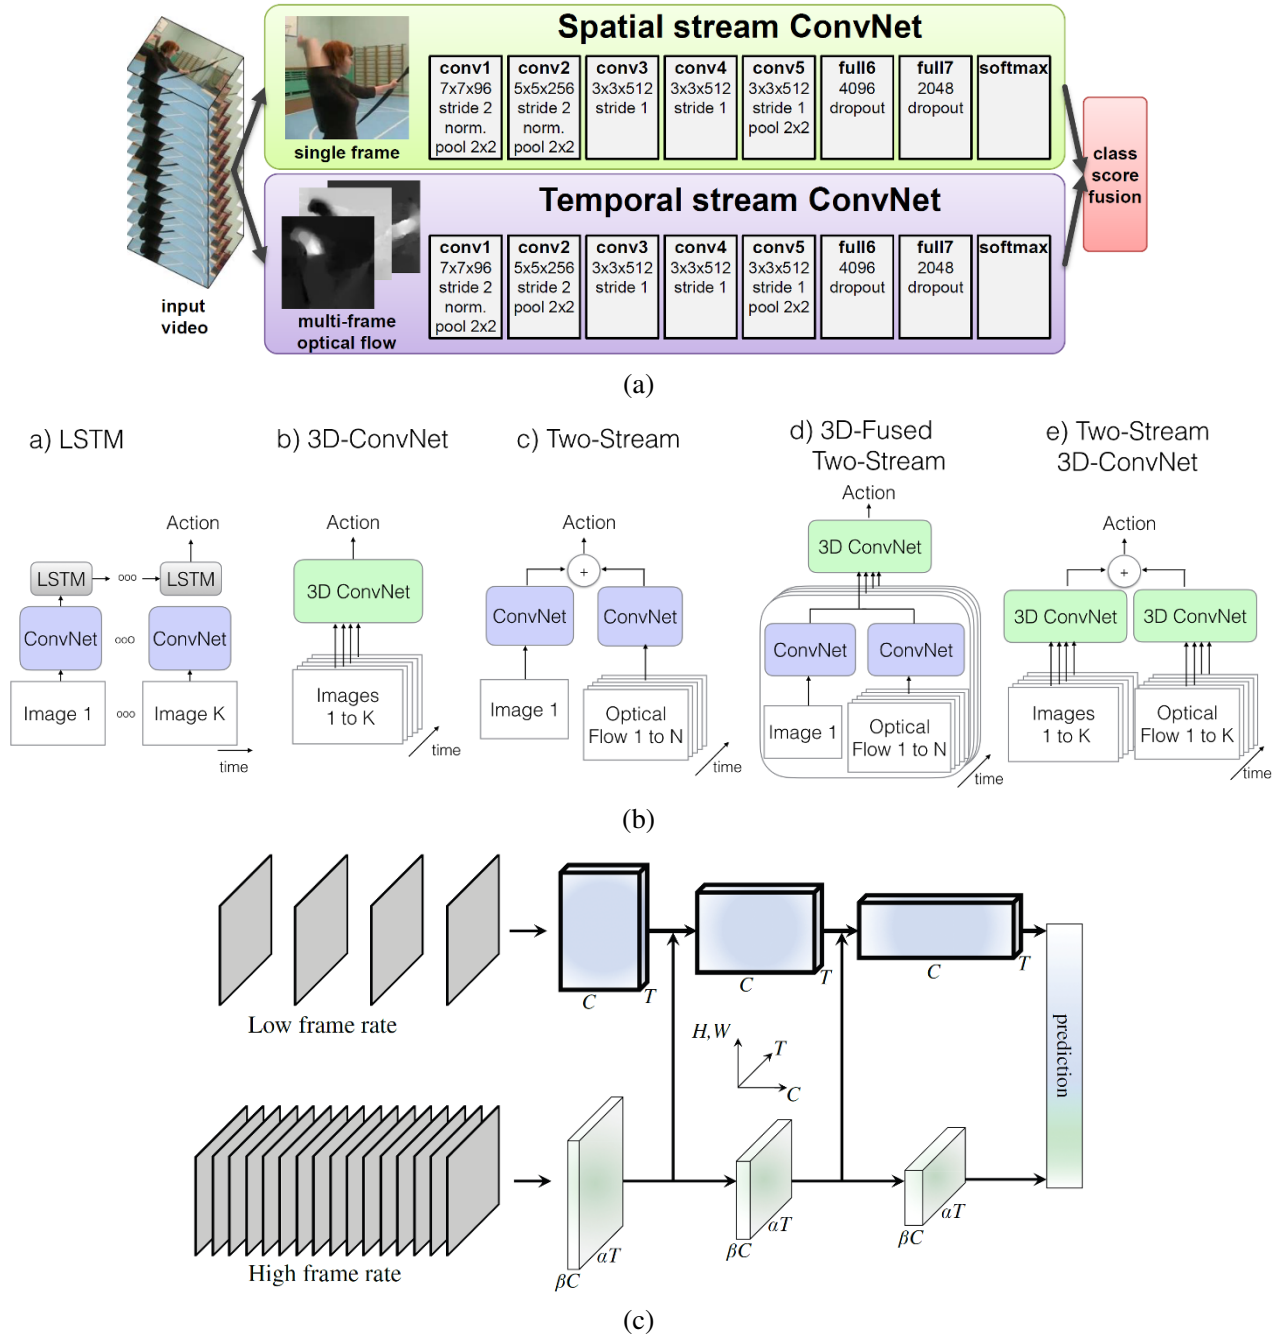 Spatial stream ConvNet
conv1
7x7x96
stride 2
norm.
pool 2x2
conv2
5x5x256
stride 2
norm.
pool 2x2
conv3
3x3x512
stride 1
conv4
3x3x512
stride 1
conv5
3x3x512
stride 1
pool 2x2
full6
4096
dropout
full7
2048
dropout
softmax
single frame
Temporal stream ConvNet
conv1
7x7x96
stride 2
norm.
pool 2x2
conv2
5x5x256
stride 2
pool 2x2
conv3
3x3x512
stride 1
conv4
3x3x512
stride 1
conv5
3x3x512
stride 1
pool 2x2
full6
4096
dropout
full7
2048
dropout
softmax
multi-frame
optical flow
input
video
class
score
fusion
(a)
a) LSTM
Action
LSTM
ooo
LSTM
ConvNet
ooo
ConvNet
Image 1
ooo
Image K
time
b) 3D-ConvNet
Action
3D ConvNet
Images
1 to K
time
c) Two-Stream
Action
+
ConvNet
ConvNet
Image 1
Optical
Flow 1 to N
time
d) 3D-Fused
Two-Stream
Action
3D ConvNet
ConvNet
ConvNet
Image 1
Optical
Flow 1 to N
time
e) Two-Stream
3D-ConvNet
Action
+
3D ConvNet
3D ConvNet
Images
1 to K
Optical
Flow 1 to K
time
(b)
Low frame rate
C
T
C
T
C
T
H,W
T
C
prediction
High frame rate
βC
αT
βC
αT
βC
αT
(c)